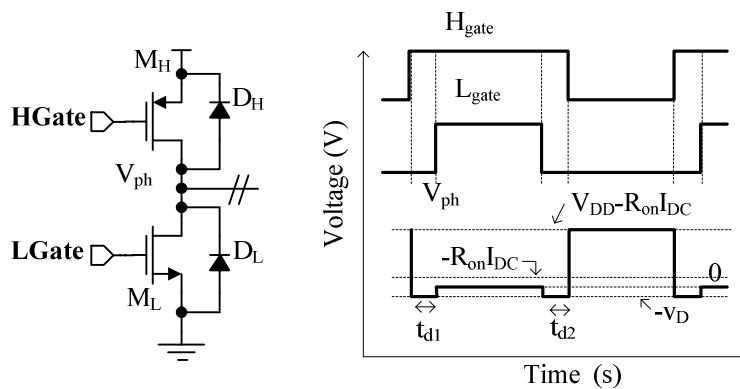 M_H
D_H
HGate
V_ph
LGate
D_L
M_L
H_gate
L_gate
V_ph
V_DD-R_onI_DC
-R_onI_DC
0
-v_D
t_d1
t_d2
Voltage (V)
Time (s)